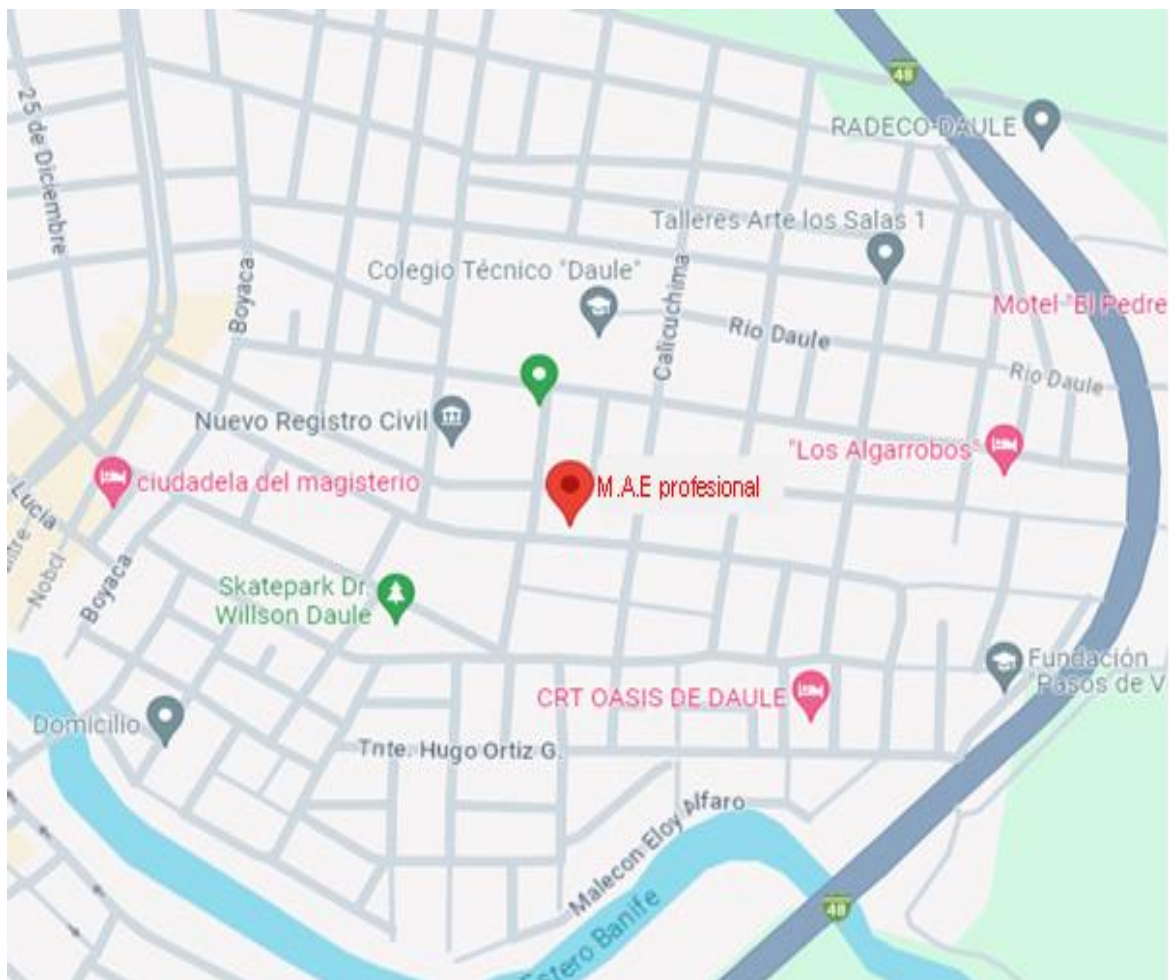 48
RADECO-DAULE
25 de Diciembre
Talleres Arte los Salas 1
Colegio Técnico "Daule"
Boyaca
Calicuchima
Motel "El Pedre
Rio Daule
Rio Daule
Nuevo Registro Civil
"Los Algarrobos"
ciudadela del magisterio
M.A.E profesional
Lucia
Nobol
Boyaca
Skatepark Dr.
Willson Daule
Fundación
"Pasos de V
CRT OASIS DE DAULE
Domicilio
Tnte. Hugo Ortiz G.
Malecon Eloy Alfaro
Estero Banife
48